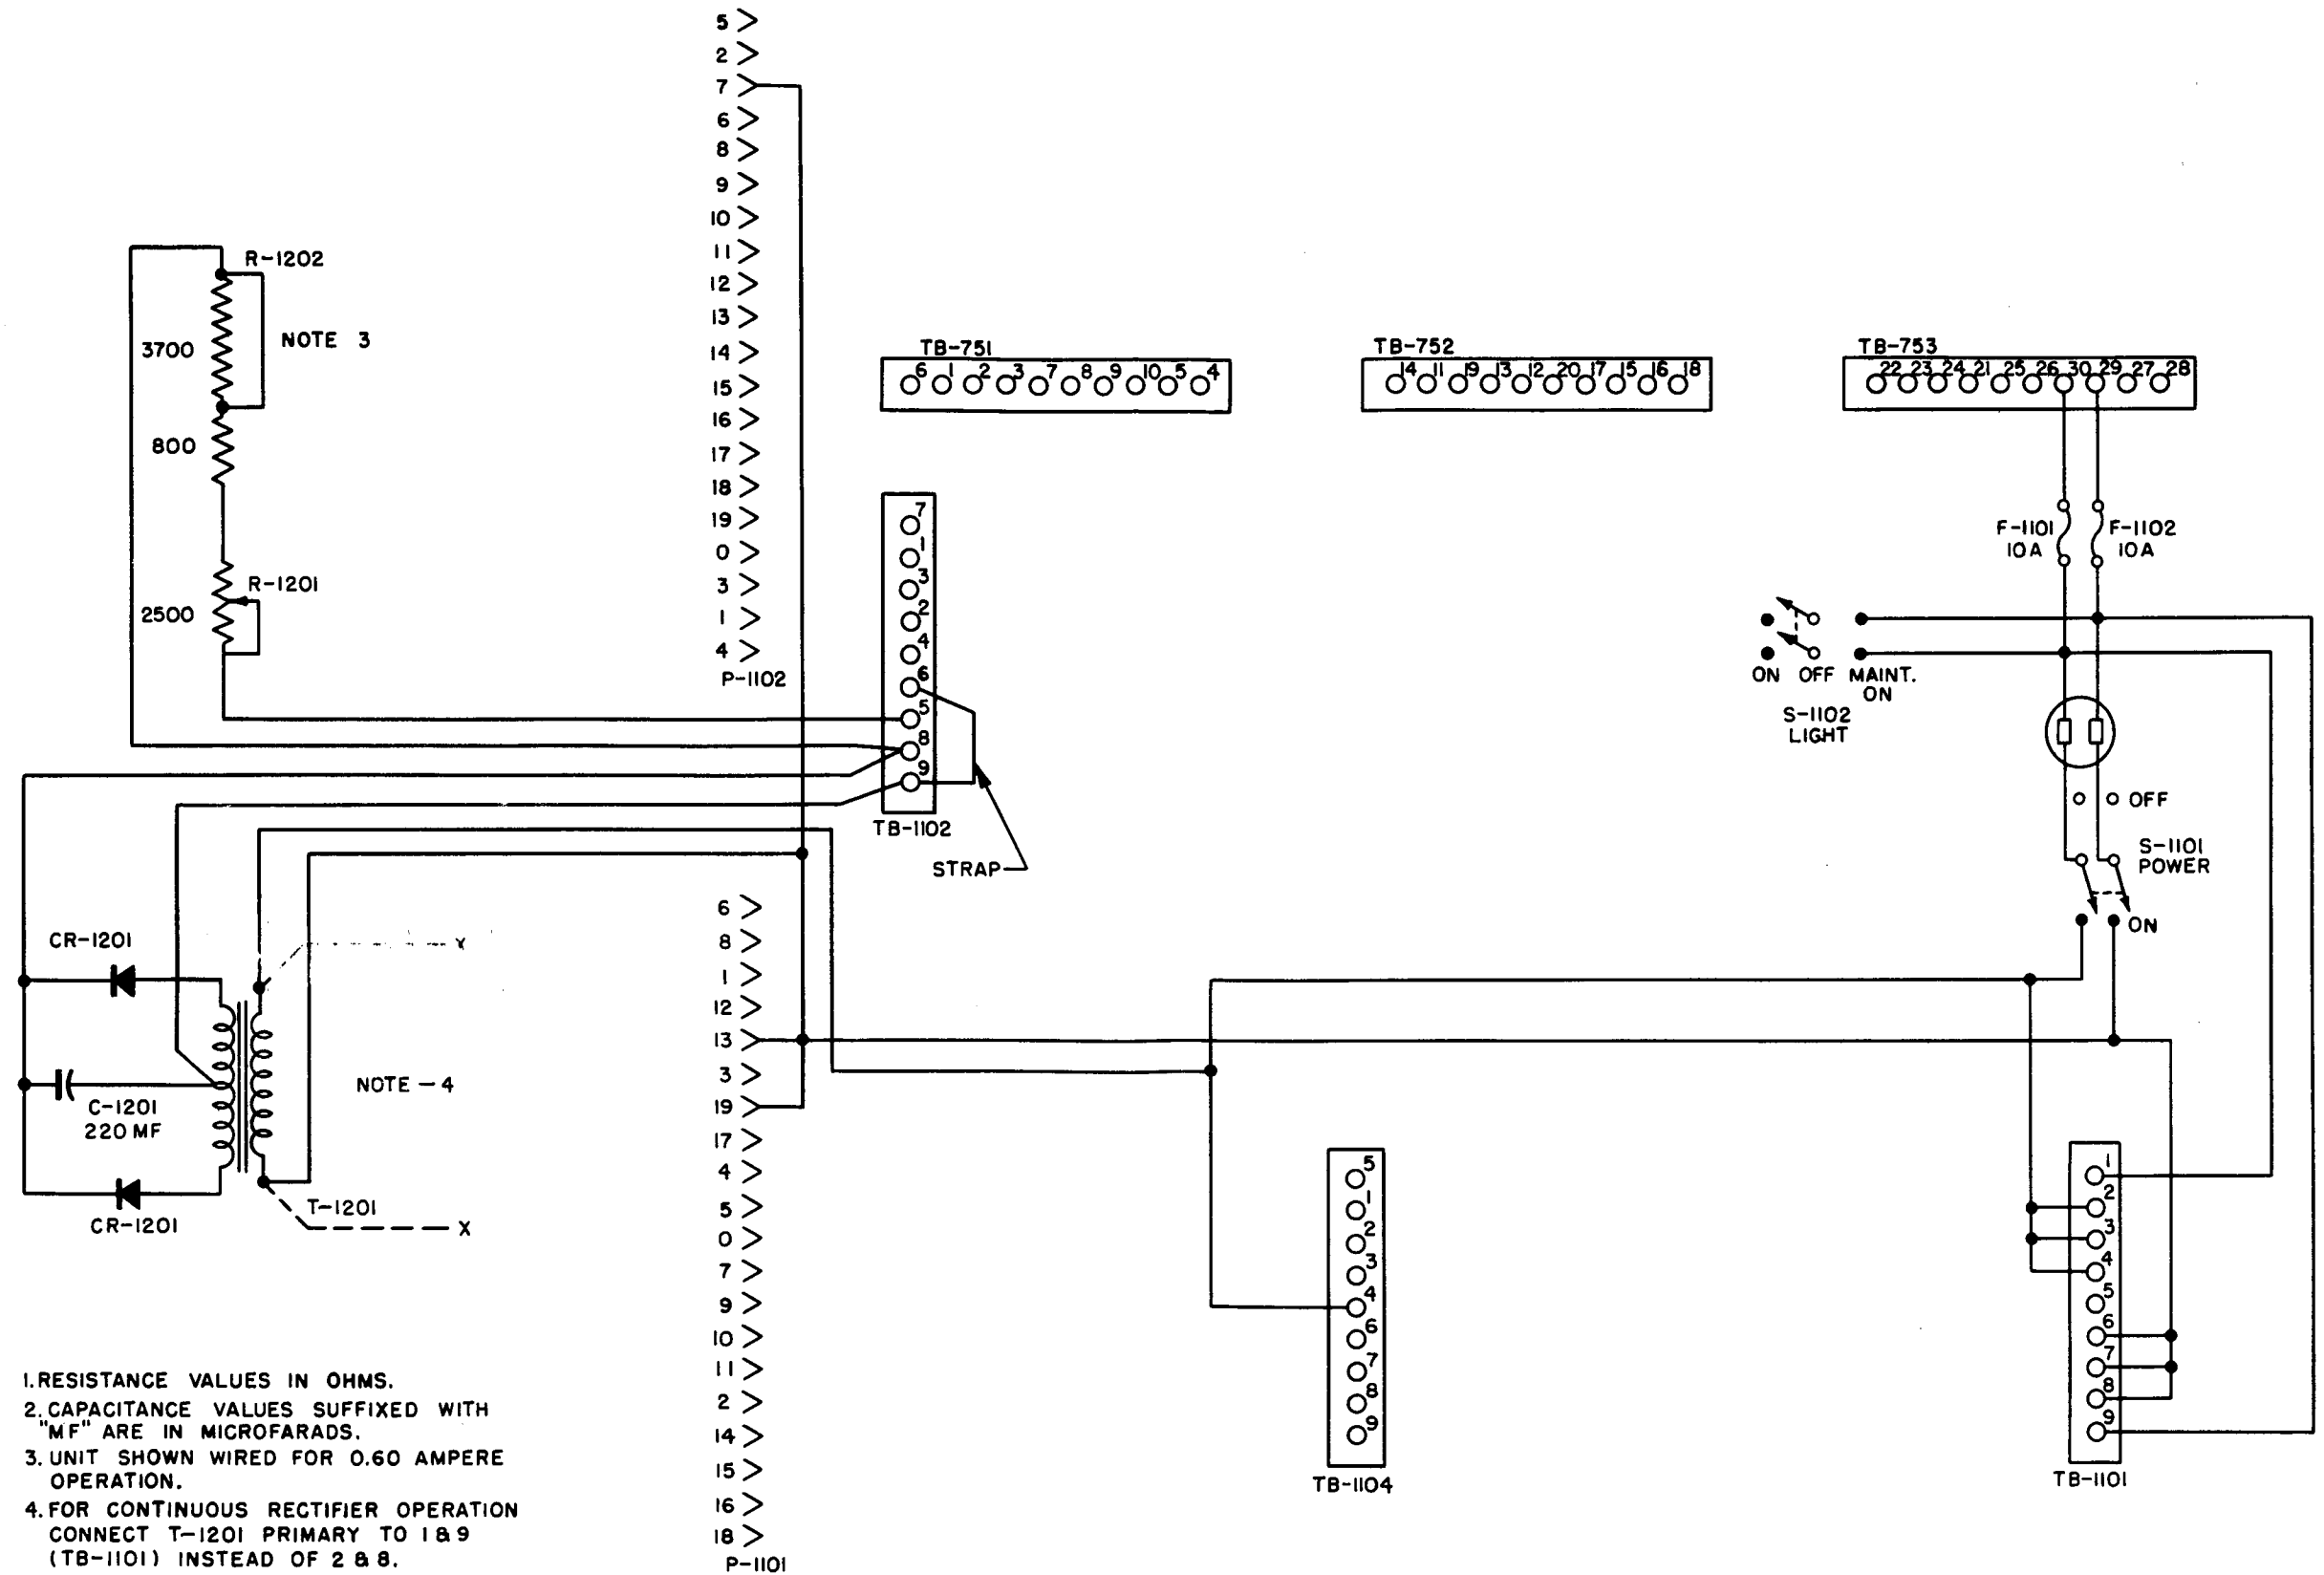 5
2
7
6
8
9
10
11
12
13
14
15
16
17
18
19
0
3
1
4
P-1102
R-1202
3700
NOTE 3
800
R-1201
2500
TB-751
6 1 2 3 7 8 9 10 5 4
TB-752
14 11 19 13 12 20 17 15 16 18
TB-753
22 23 24 21 25 26 30 29 27 28
7
1
3
2
4
6
5
8
9
TB-1102
STRAP
F-1101
10A
F-1102
10A
ON OFF MAINT.
ON
S-1102
LIGHT
OFF
S-1101
POWER
ON
CR-1201
Y
C-1201
220MF
NOTE-4
CR-1201
T-1201
X
6
8
1
12
13
3
19
17
4
5
0
7
9
10
11
2
14
15
16
18
P-1101
5
1
2
3
4
6
7
8
9
TB-1104
1
2
3
4
5
6
7
8
9
TB-1101
1. RESISTANCE VALUES IN OHMS.
2. CAPACITANCE VALUES SUFFIXED WITH
"MF" ARE IN MICROFARADS.
3. UNIT SHOWN WIRED FOR 0.60 AMPERE
OPERATION.
4. FOR CONTINUOUS RECTIFIER OPERATION
CONNECT T-1201 PRIMARY TO 1&9
(TB-1101) INSTEAD OF 2&8.